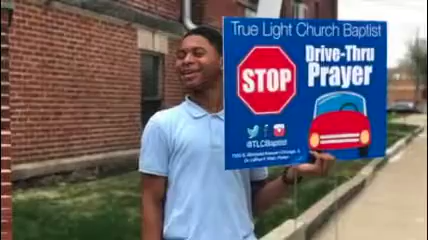 True Light Church Baptist
Drive-Thru
Prayer
STOP
@TLCBaptist